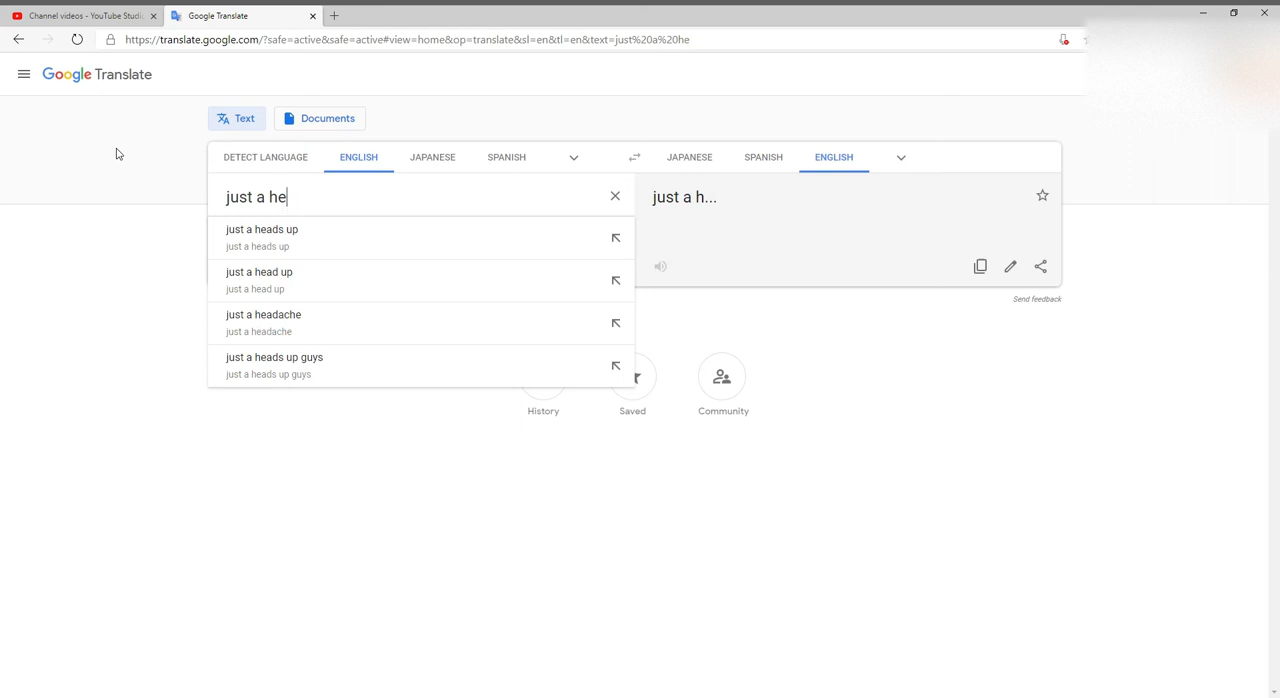 Channel videos - YouTube Studi
Google Translate
https://translate.google.com/?safe=active&safe=active#view=home&op=translate&sl=en&tl=en&text=just%20a%20he
Google Translate
Text
Documents
DETECT LANGUAGE ENGLISH JAPANESE SPANISH
JAPANESE SPANISH ENGLISH
just a he
just a h...
just a heads up
just a heads up
just a head up
just a head up
just a headache
just a headache
just a heads up guys
just a heads up guys
Send feedback
History
Saved
Community